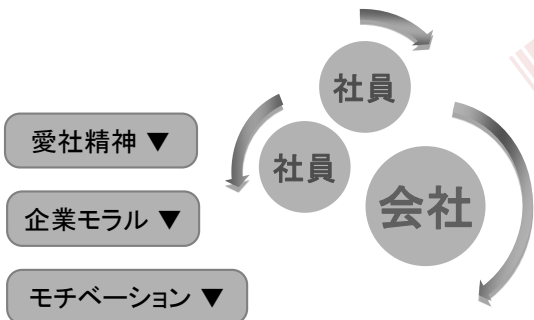 社員
社員
会社
愛社精神 ▼
企業モラル ▼
モチベーション ▼